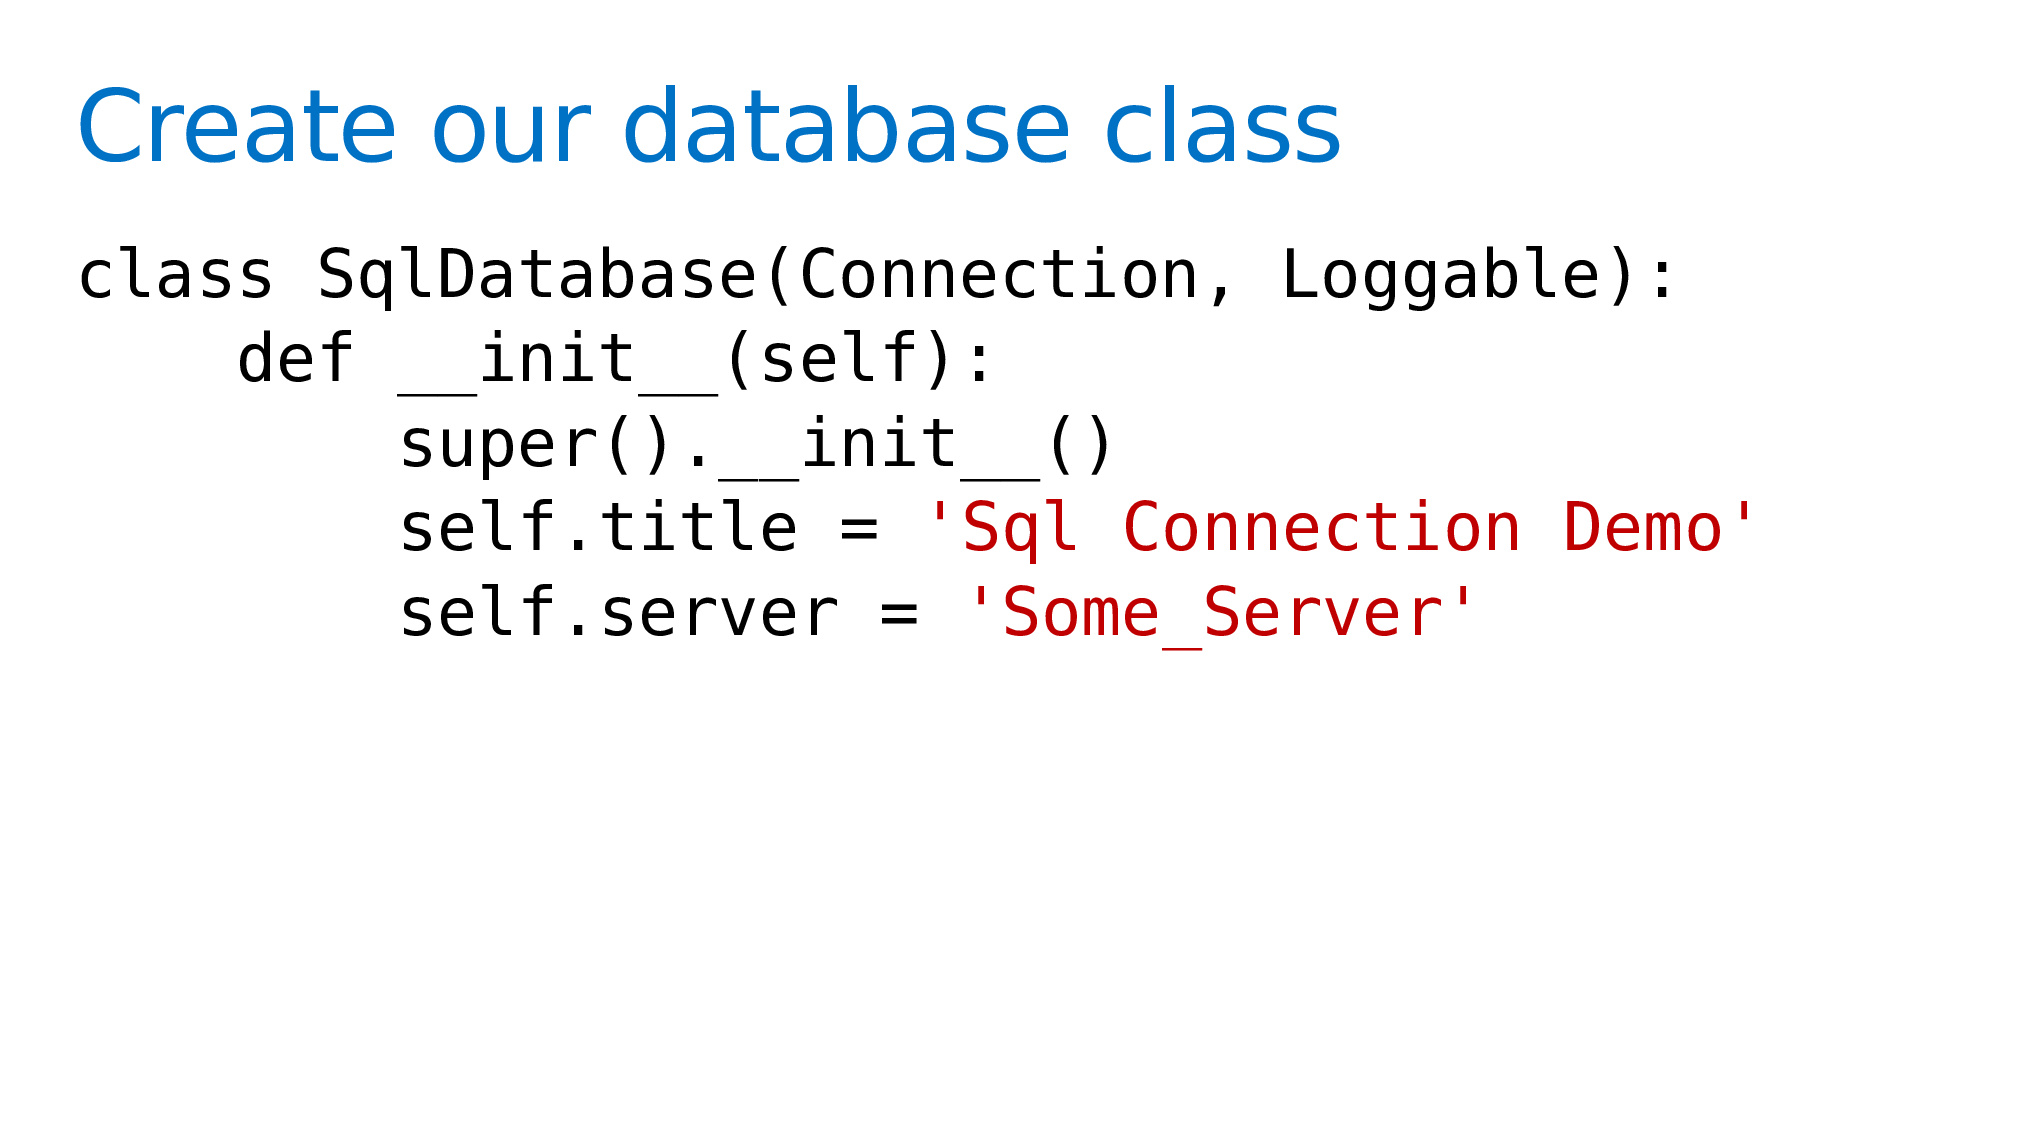 Create our database class
class SqlDatabase(Connection, Loggable):
    def __init__(self):
        super().__init__()
        self.title = 'Sql Connection Demo'
        self.server = 'Some_Server'